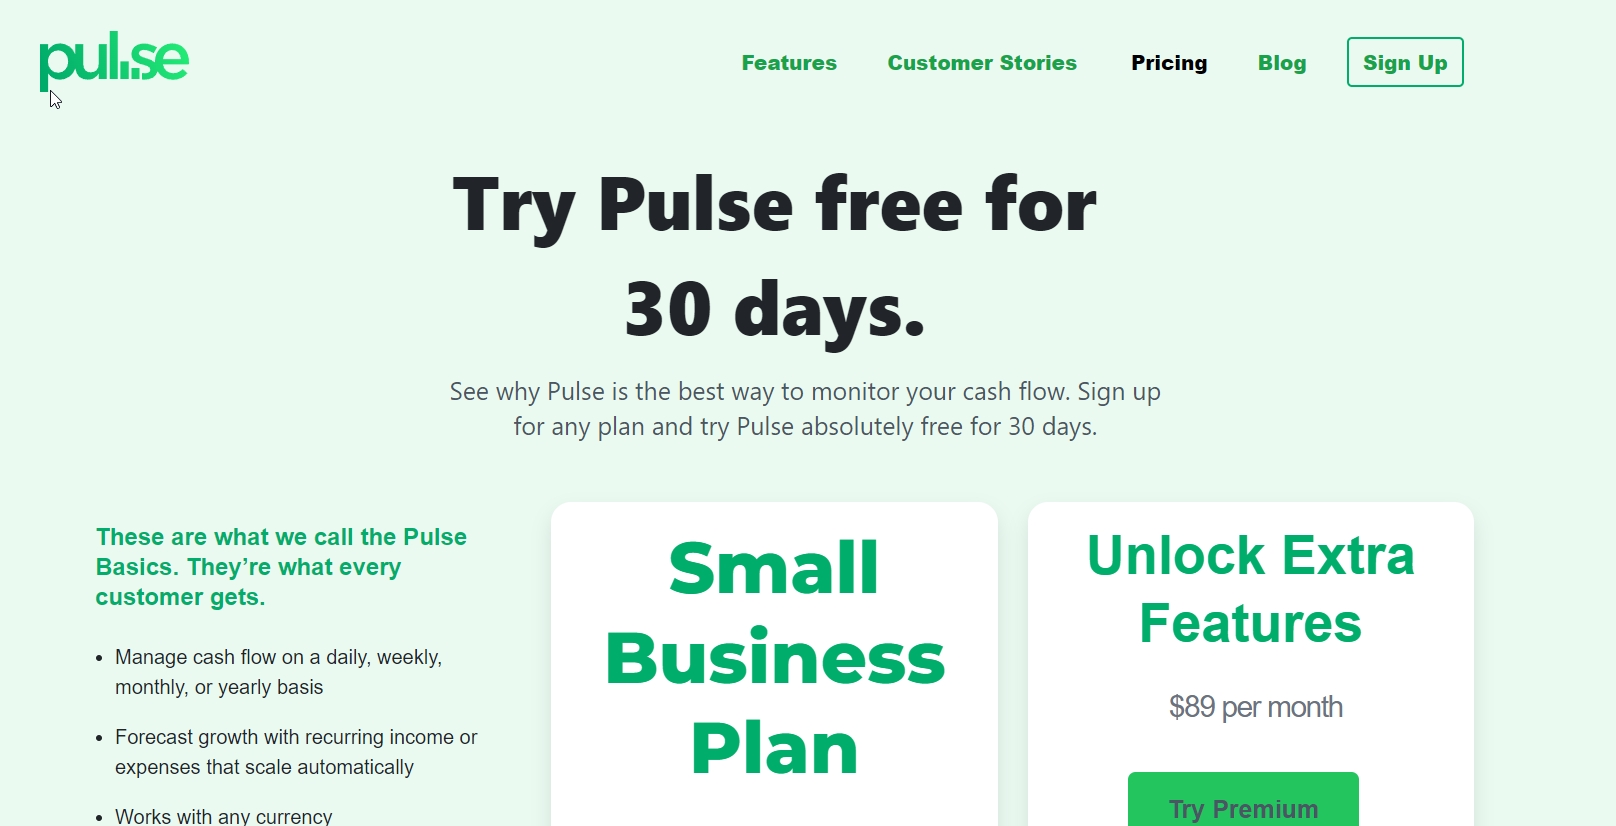 pulse
Features
Customer Stories
Pricing
Blog
Sign Up
Try Pulse free for
30 days.
See why Pulse is the best way to monitor your cash flow. Sign up
for any plan and try Pulse absolutely free for 30 days.
These are what we call the Pulse
Basics. They’re what every
customer gets.
• Manage cash flow on a daily, weekly,
monthly, or yearly basis
• Forecast growth with recurring income or
expenses that scale automatically
• Works with any currency
Small
Business
Plan
Unlock Extra
Features
$89 per month
Try Premium